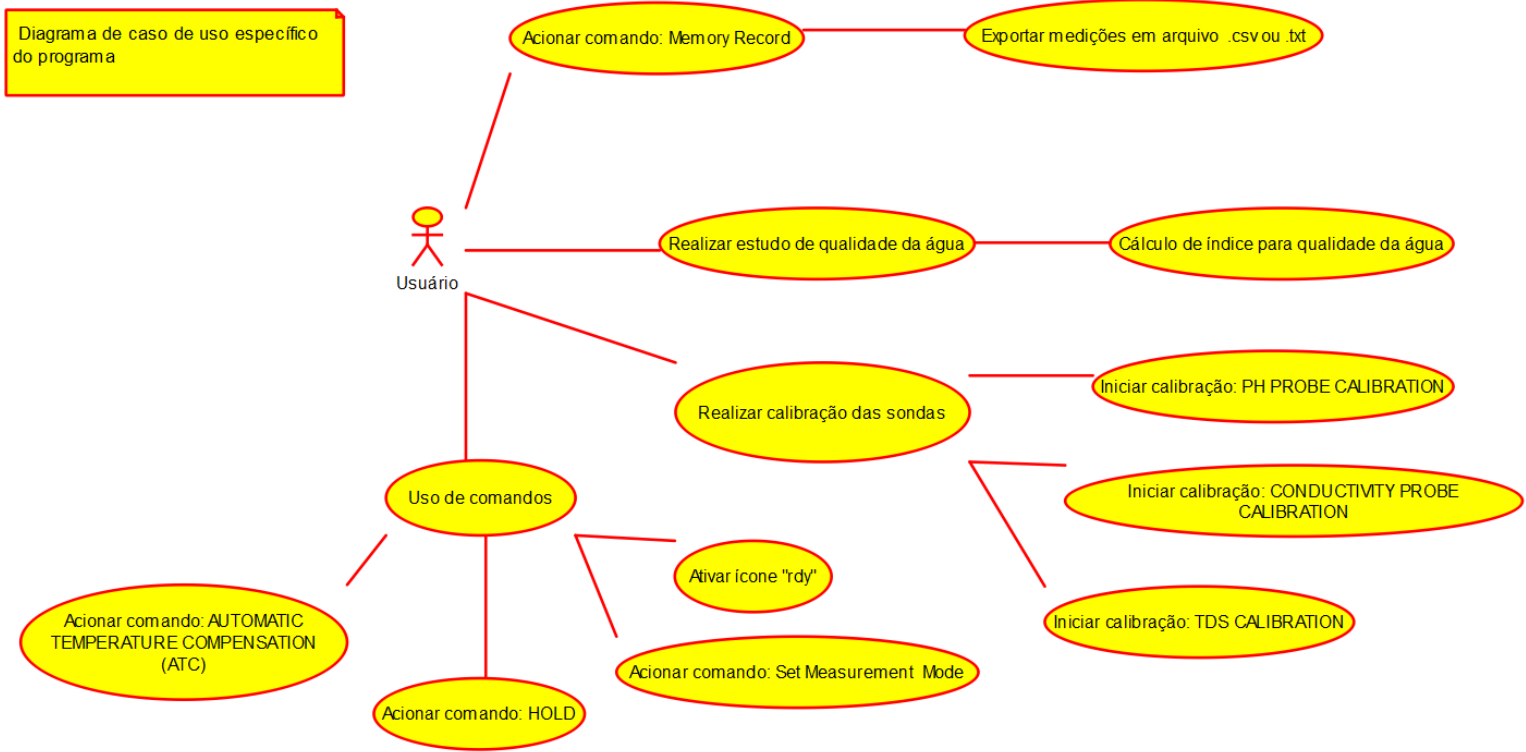 Diagrama de caso de uso específico
do programa
Acionar comando: Memory Record
Exportar medições em arquivo .csv ou .txt
Usuário
Realizar estudo de qualidade da água
Cálculo de índice para qualidade da água
Realizar calibração das sondas
Iniciar calibração: PH PROBE CALIBRATION
Iniciar calibração: CONDUCTIVITY PROBE
CALIBRATION
Iniciar calibração: TDS CALIBRATION
Uso de comandos
Ativar ícone "rdy"
Acionar comando: AUTOMATIC
TEMPERATURE COMPENSATION
(ATC)
Acionar comando: Set Measurement Mode
Acionar comando: HOLD